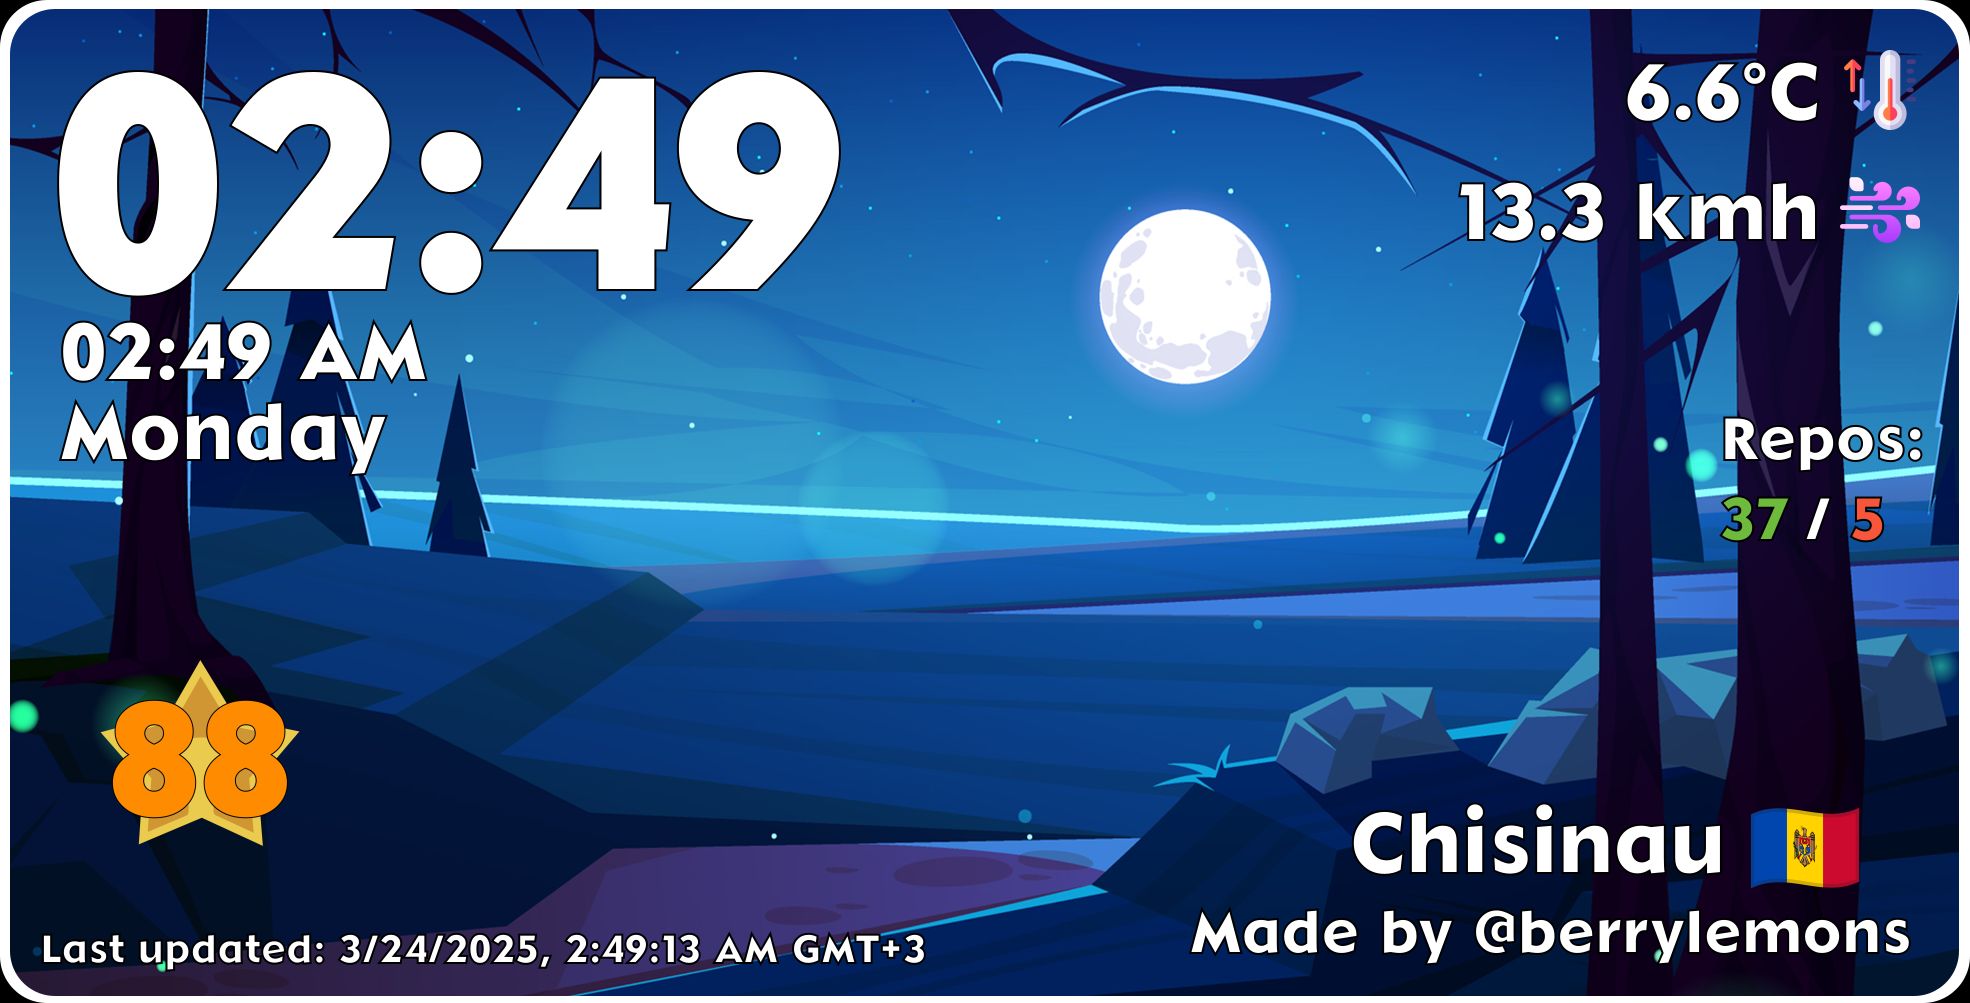 02:49
02:49 AM
Monday
6.6°C
13.3 kmh
Repos:
37 / 5
88
Chisinau
Made by @berrylemons
Last updated: 3/24/2025, 2:49:13 AM GMT+3